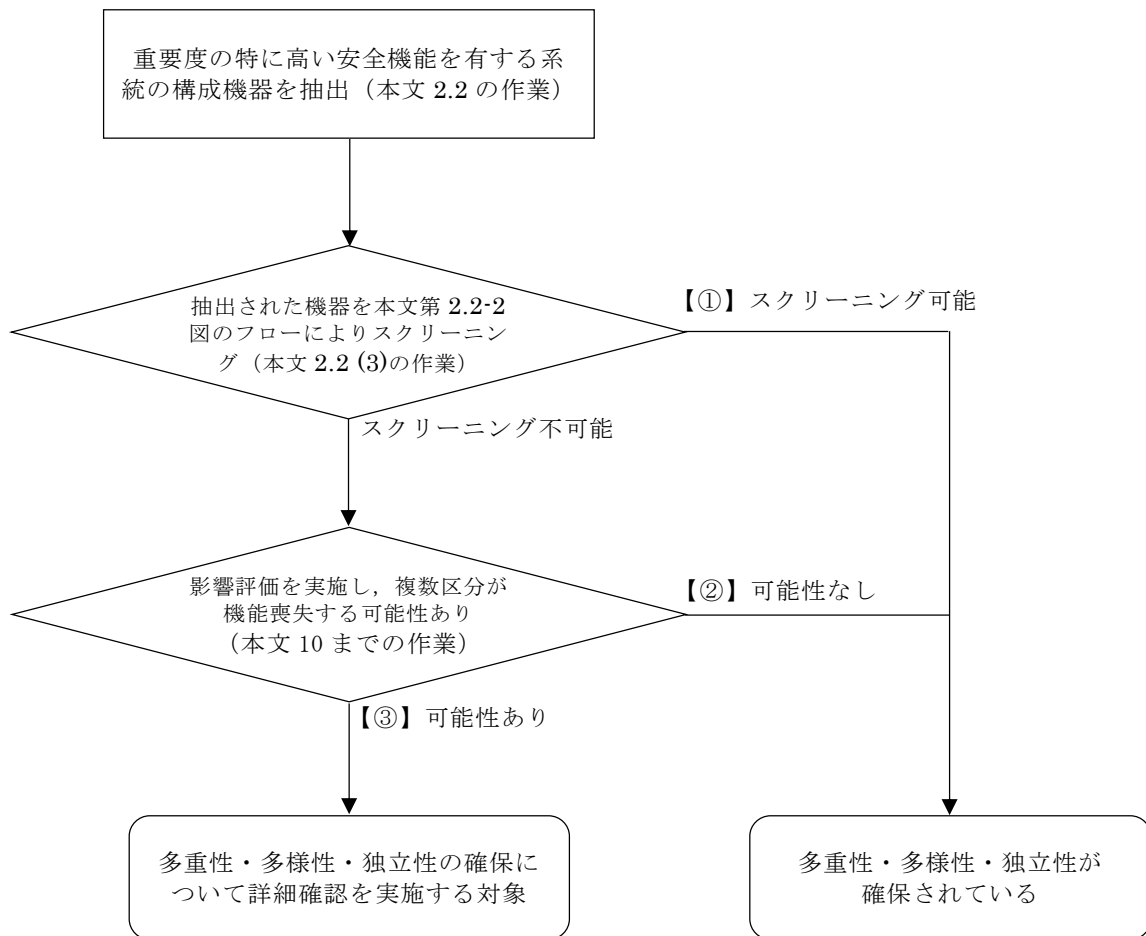 重要度の特に高い安全機能を有する系
統の構成機器を抽出（本文 2.2 の作業）
抽出された機器を本文第 2.2-2
図のフローによりスクリーニン
グ（本文 2.2 (3)の作業）
【①】スクリーニング可能
スクリーニング不可能
影響評価を実施し，複数区分が
機能喪失する可能性あり
（本文 10 までの作業）
【②】可能性なし
【③】可能性あり
多重性・多様性・独立性の確保に
ついて詳細確認を実施する対象
多重性・多様性・独立性が
確保されている